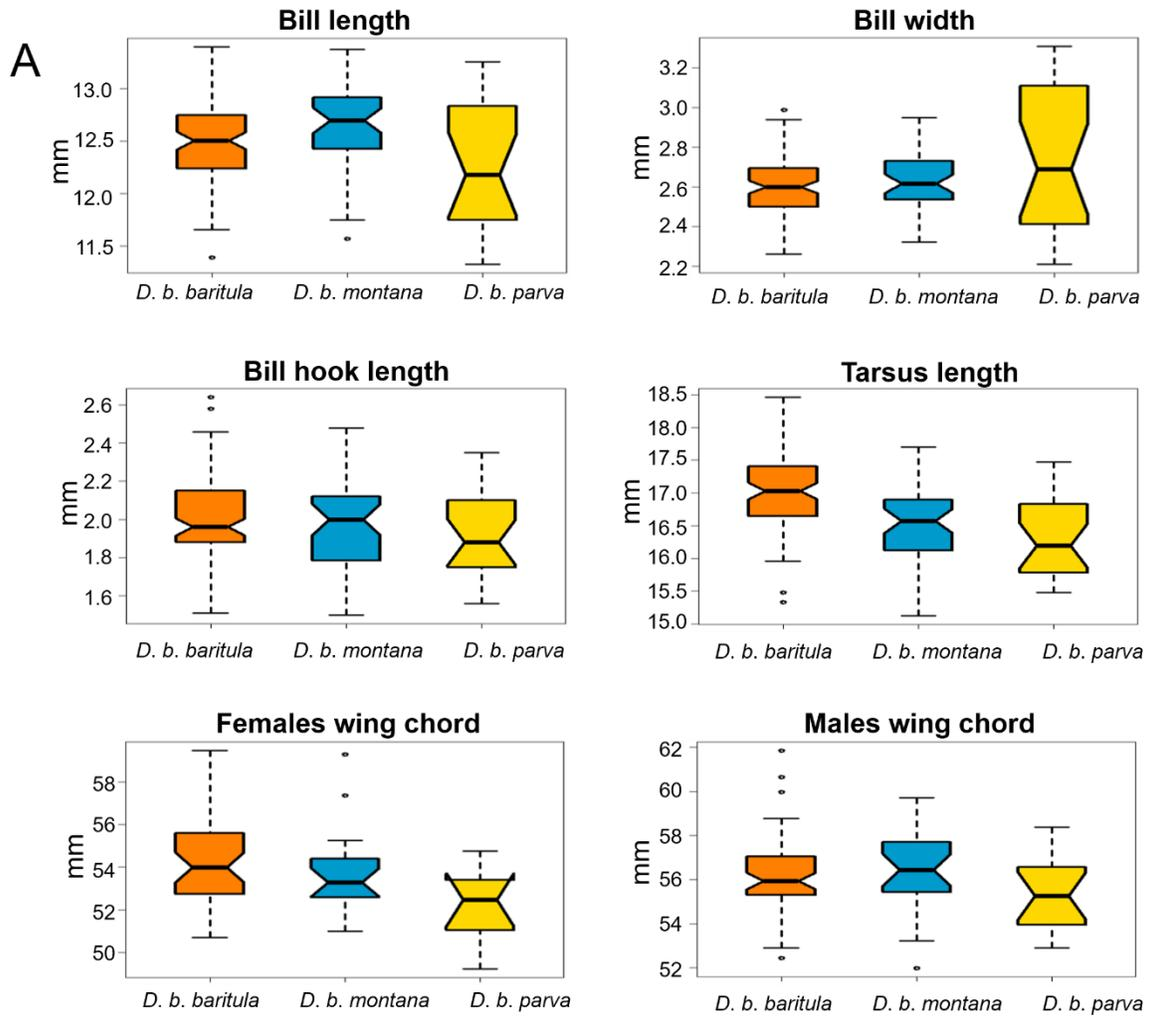 A
Bill length
mm
13.0
12.5
12.0
11.5
D. b. baritula D. b. montana D. b. parva
Bill width
mm
3.2
3.0
2.8
2.6
2.4
2.2
D. b. baritula D. b. montana D. b. parva
Bill hook length
mm
2.6
2.4
2.2
2.0
1.8
1.6
D. b. baritula D. b. montana D. b. parva
Tarsus length
mm
18.5
18.0
17.5
17.0
16.5
16.0
15.5
15.0
D. b. baritula D. b. montana D. b. parva
Females wing chord
mm
58
56
54
52
50
D. b. baritula D. b. montana D. b. parva
Males wing chord
mm
62
60
58
56
54
52
D. b. baritula D. b. montana D. b. parva